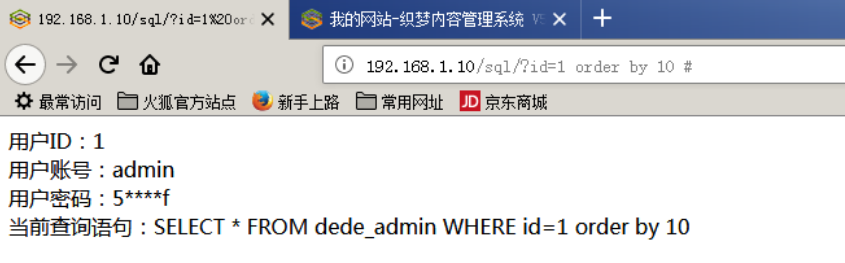 192.168.1.10/sql/?id=1%20ord
我的网站-织梦内容管理系统 V5
192.168.1.10/sql/?id=1 order by 10 #
最常访问 火狐官方站点 新手上路 常用网址 JD 京东商城
用户ID：1
用户账号：admin
用户密码：5****f
当前查询语句：SELECT * FROM dede_admin WHERE id=1 order by 10